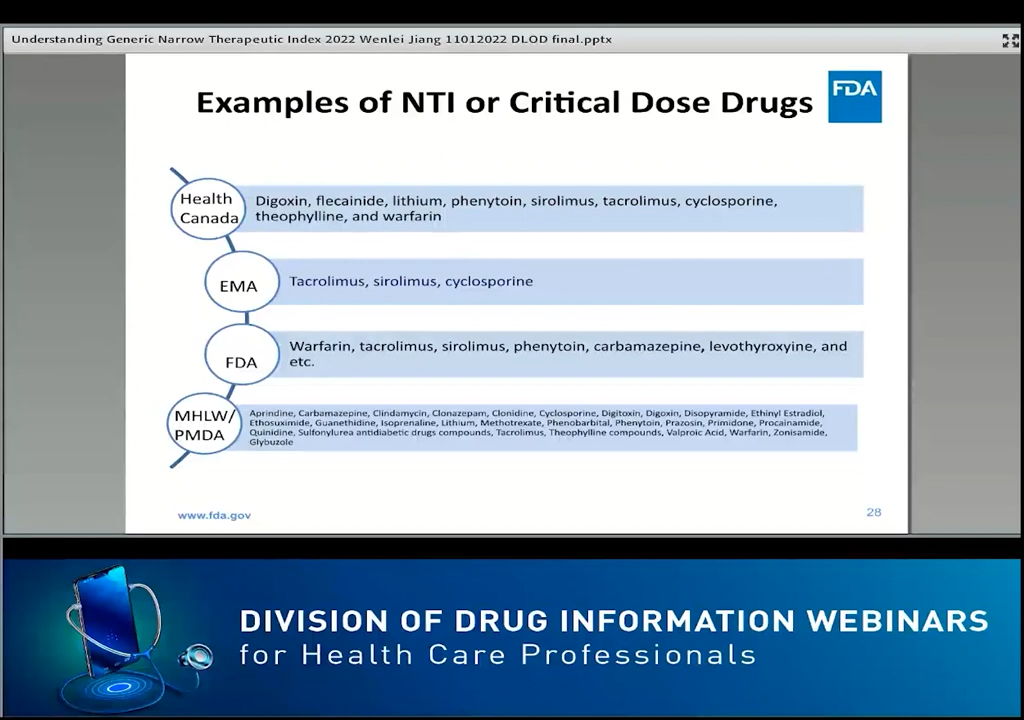 Understanding Generic Narrow Therapeutic Index 2022 Wenlei Jiang 11012022 DLOD final.pptx
Examples of NTI or Critical Dose Drugs
FDA
Health
Canada
Digoxin, flecainide, lithium, phenytoin, sirolimus, tacrolimus, cyclosporine,
theophylline, and warfarin
EMA
Tacrolimus, sirolimus, cyclosporine
FDA
Warfarin, tacrolimus, sirolimus, phenytoin, carbamazepine, levothyroxyine, and
etc.
MHLW/
PMDA
Aprindine, Carbamazepine, Clindamycin, Clonazepam, Clonidine, Cyclosporine, Digitoxin, Digoxin, Disopyramide, Ethinyl Estradiol,
Ethosuximide, Guanethidine, Isoprenaline, Lithium, Methotrexate, Phenobarbital, Phenytoin, Prazosin, Primidone, Procainamide,
Quinidine, Sulfonylurea antidiabetic drugs compounds, Tacrolimus, Theophylline compounds, Valproic Acid, Warfarin, Zonisamide,
Glybuzole
www.fda.gov
28
DIVISION OF DRUG INFORMATION WEBINARS
for Health Care Professionals